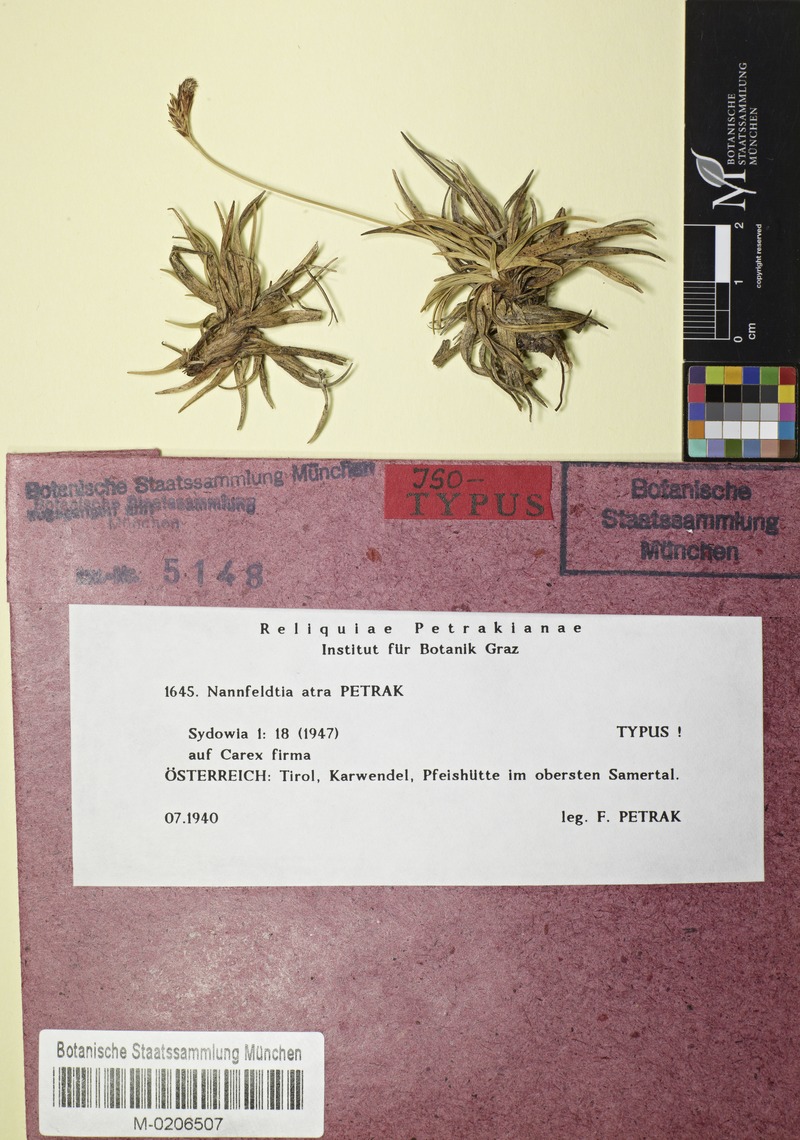 BOTANISCHE
STAATSSAMMLUNG
MÜNCHEN
copyright reserved
0 1 2
cm
Botanische Staatssammlung München
München
5148
ISO-
TYPUS
Botanische
Staatssammlung
München
Reliquiae Petrakianae
Institut für Botanik Graz
1645. Nannfeldtia atra PETRAK
Sydowia 1: 18 (1947) TYPUS !
auf Carex firma
ÖSTERREICH: Tirol, Karwendel, Pfeishütte im obersten Samertal.
07.1940 leg. F. PETRAK
Botanische Staatssammlung München
M-0206507